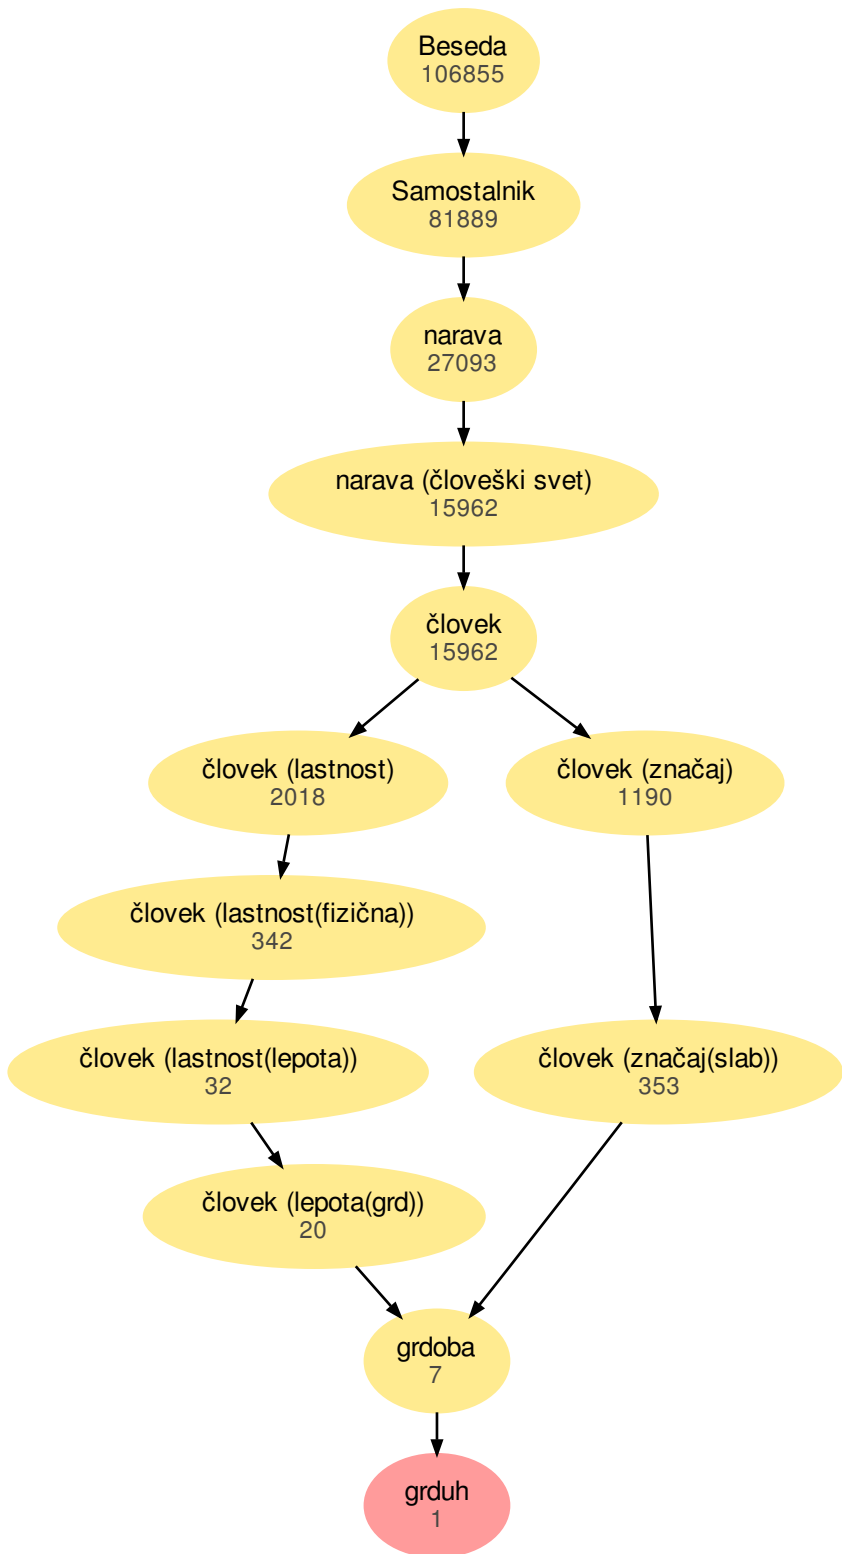 Beseda
106855
Samostalnik
81889
narava
27093
narava (človeški svet)
15962
človek
15962
človek (lastnost)
2018
človek (značaj)
1190
človek (lastnost(fizična))
342
človek (lastnost(lepota))
32
človek (značaj(slab))
353
človek (lepota(grd))
20
grdoba
7
grduh
1